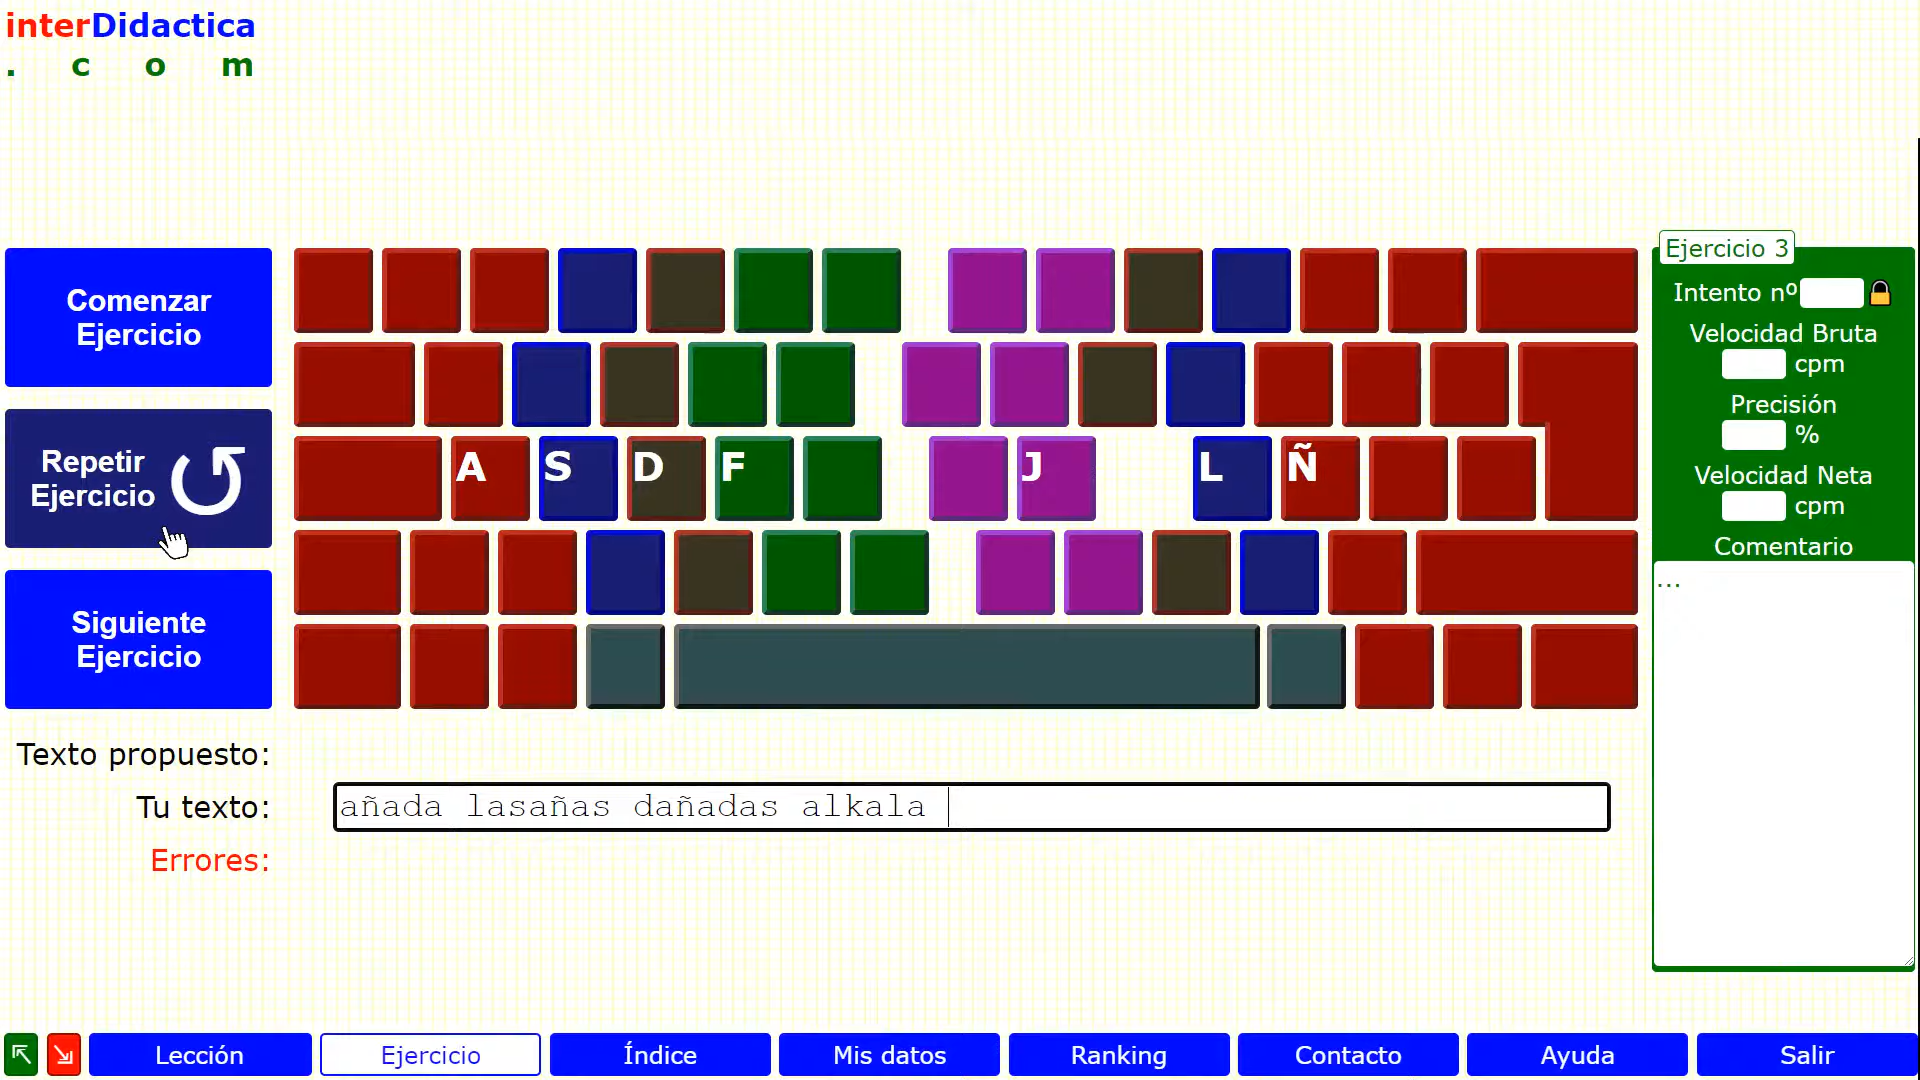 interDidactica
. c o m
Comenzar
Ejercicio
Repetir
Ejercicio
Siguiente
Ejercicio
A S D F J L Ñ
Ejercicio 3
Intento nº
Velocidad Bruta
cpm
Precisión
%
Velocidad Neta
cpm
Comentario
...
Texto propuesto:
Tu texto:
añada lasañas dañadas alkala
Errores:
Lección
Ejercicio
Índice
Mis datos
Ranking
Contacto
Ayuda
Salir